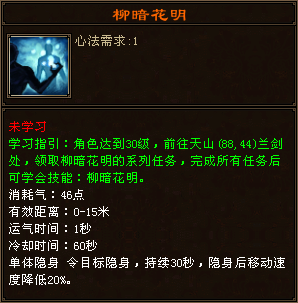 柳暗花明
心法需求:1
未学习
学习指引：角色达到30级，前往天山(88,44)兰剑
处，领取柳暗花明的系列任务，完成所有任务后
可学会技能：柳暗花明。
消耗气：46点
有效距离：0-15米
运气时间：1秒
冷却时间：60秒
单体隐身 令目标隐身，持续30秒，隐身后移动速
度降低20%。